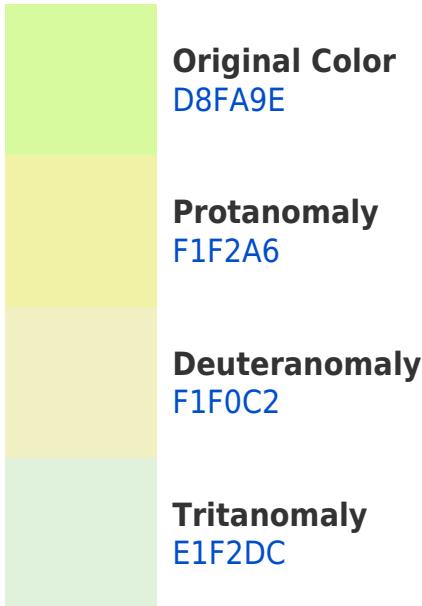 Original Color
D8FA9E
Protanomaly
F1F2A6
Deuteranomaly
F1F0C2
Tritanomaly
E1F2DC